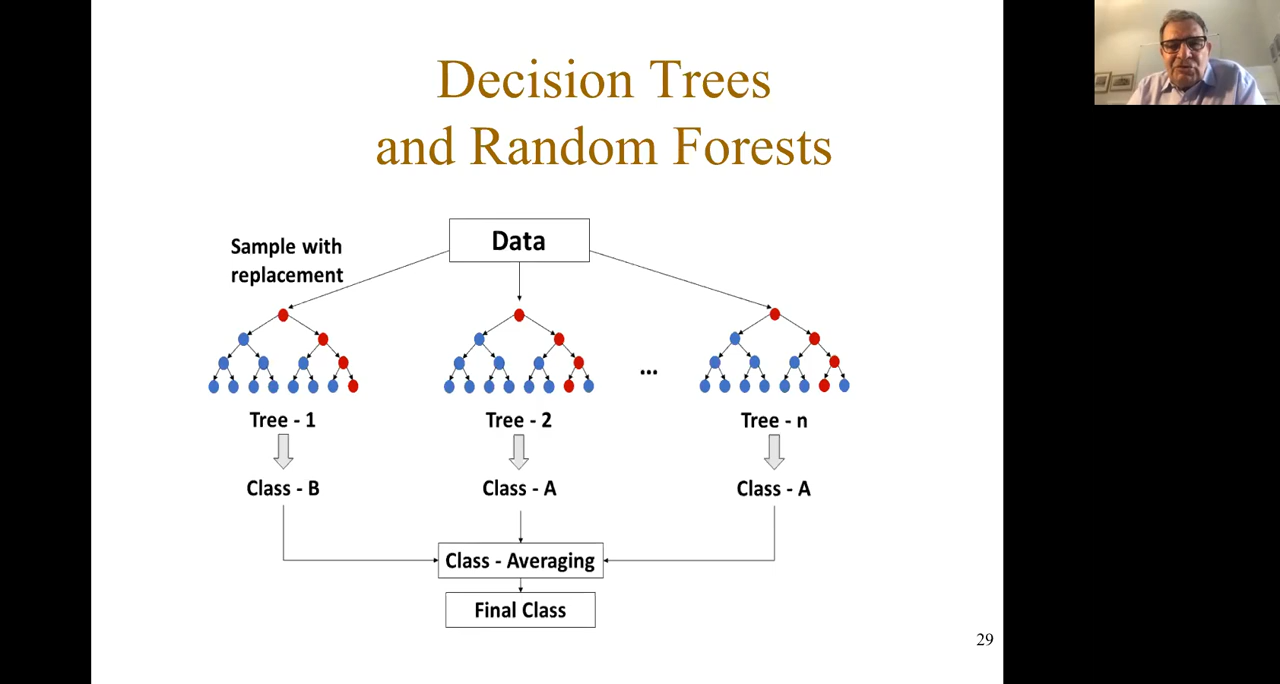 Decision Trees
and Random Forests
Data
Sample with
replacement
...
Tree - 1
Tree - 2
Tree - n
Class - B
Class - A
Class - A
Class - Averaging
Final Class
29